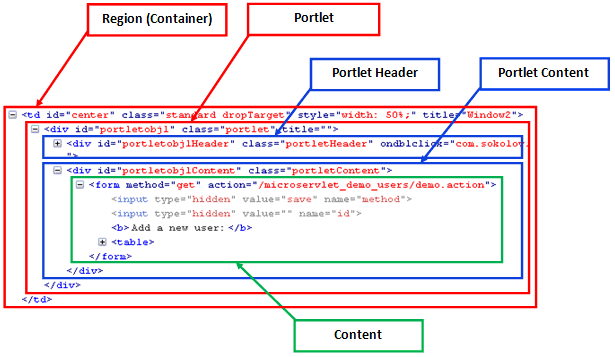 Region (Container)
Portlet
Portlet Header
Portlet Content
<td id="center" class="standard dropTarget" style="width: 50%;" title="Window2">
<div id="portletobj1" class="portlet" title="">
<div id="portletobj1Header" class="portletHeader" ondblclick="com.sokolov.
">
<div id="portletobj1Content" class="portletContent">
<form method="get" action="/microservlet_demo_users/demo.action">
<input type="hidden" value="save" name="method">
<input type="hidden" value="" name="id">
<b>Add a new user:</b>
<table>
</form>
</div>
</div>
</td>
Content